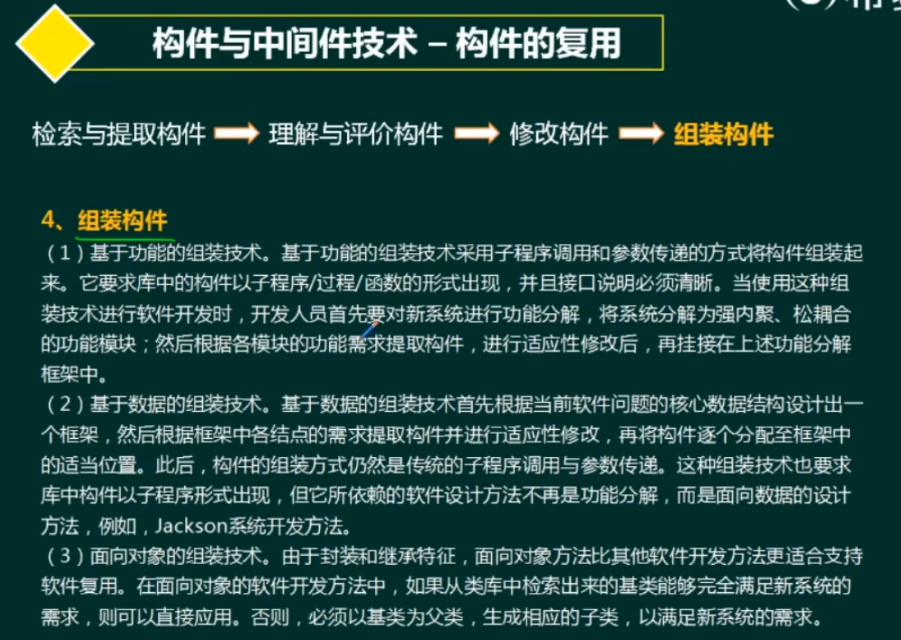 构件与中间件技术 – 构件的复用
检索与提取构件
理解与评价构件
修改构件
组装构件
4、组装构件
（1）基于功能的组装技术。基于功能的组装技术采用子程序调用和参数传递的方式将构件组装起
来。它要求库中的构件以子程序/过程/函数的形式出现，并且接口说明必须清晰。当使用这种组
装技术进行软件开发时，开发人员首先要对新系统进行功能分解，将系统分解为强内聚、松耦合
的功能模块；然后根据各模块的功能需求提取构件，进行适应性修改后，再挂接在上述功能分解
框架中。
（2）基于数据的组装技术。基于数据的组装技术首先根据当前软件问题的核心数据结构设计出一
个框架，然后根据框架中各结点的需求提取构件并进行适应性修改，再将构件逐个分配至框架中
的适当位置。此后，构件的组装方式仍然是传统的子程序调用与参数传递。这种组装技术也要求
库中构件以子程序形式出现，但它所依赖的软件设计方法不再是功能分解，而是面向数据的设计
方法，例如，Jackson系统开发方法。
（3）面向对象的组装技术。由于封装和继承特征，面向对象方法比其他软件开发方法更适合支持
软件复用。在面向对象的软件开发方法中，如果从类库中检索出来的基类能够完全满足新系统的
需求，则可以直接应用。否则，必须以基类为父类，生成相应的子类，以满足新系统的需求。